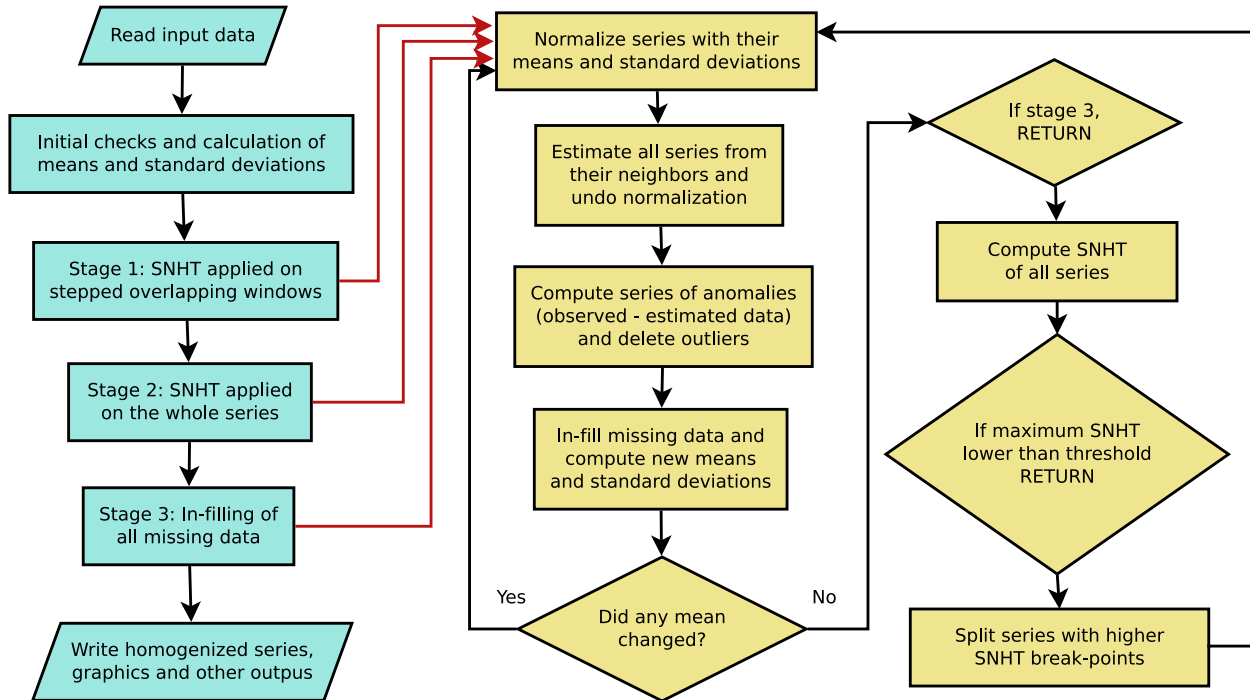 Read input data
Initial checks and calculation of
means and standard deviations
Stage 1: SNHT applied on
stepped overlapping windows
Stage 2: SNHT applied
on the whole series
Stage 3: In-filling of
all missing data
Write homogenized series,
graphics and other outpus
Normalize series with their
means and standard deviations
Estimate all series from
their neighbors and
undo normalization
Compute series of anomalies
(observed - estimated data)
and delete outliers
In-fill missing data and
compute new means
and standard deviations
Yes
Did any mean
changed?
No
If stage 3,
RETURN
Compute SNHT
of all series
If maximum SNHT
lower than threshold
RETURN
Split series with higher
SNHT break-points